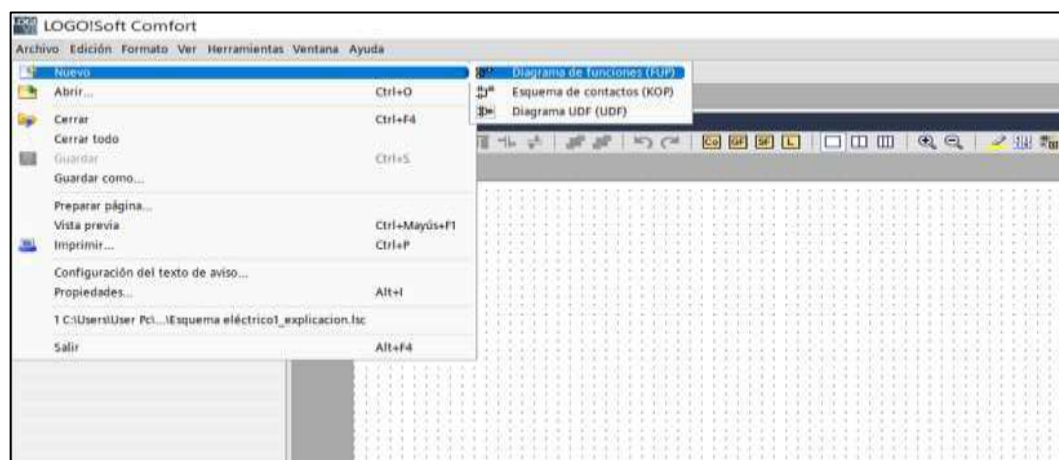 LOGO!Soft Comfort
Archivo Edición Formato Ver Herramientas Ventana Ayuda
Nuevo
Diagrama de funciones (FUP)
Abrir... Ctrl+O
Esquema de contactos (KOP)
Diagrama UDF (UDF)
Cerrar Ctrl+F4
Cerrar todo
Co GF SF L
Guardar Ctrl+S
Guardar como...
Preparar página...
Vista previa Ctrl+Mayús+F1
Imprimir... Ctrl+P
Configuración del texto de aviso...
Propiedades... Alt+I
1 C:\Users\User Pc\...\Esquema eléctrico1_explicacion.lsc
Salir Alt+F4